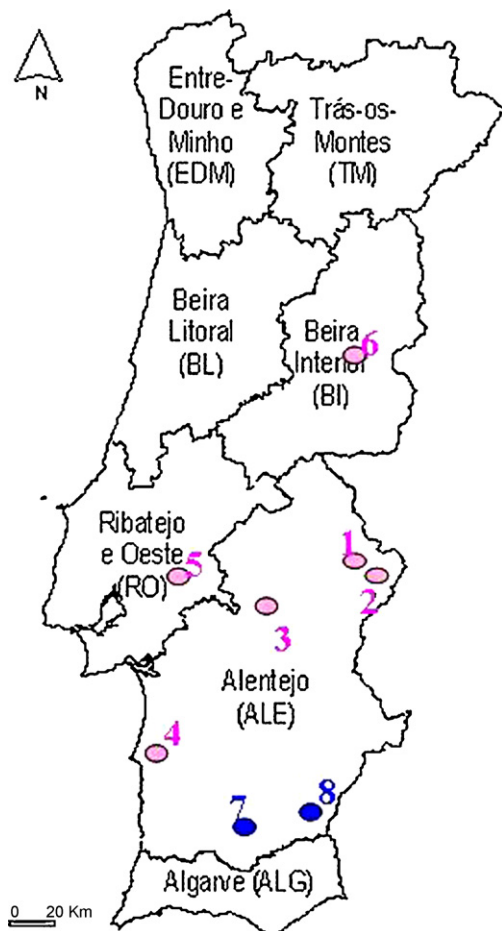 N
Entre-
Douro e
Minho
(EDM)
Trás-os-
Montes
(TM)
Beira
Litoral
(BL)
6
Beira
Interior
(BI)
Ribatejo
e Oeste
(RO)
5
1
2
3
Alentejo
(ALE)
4
7
8
Algarve (ALG)
0 20 Km